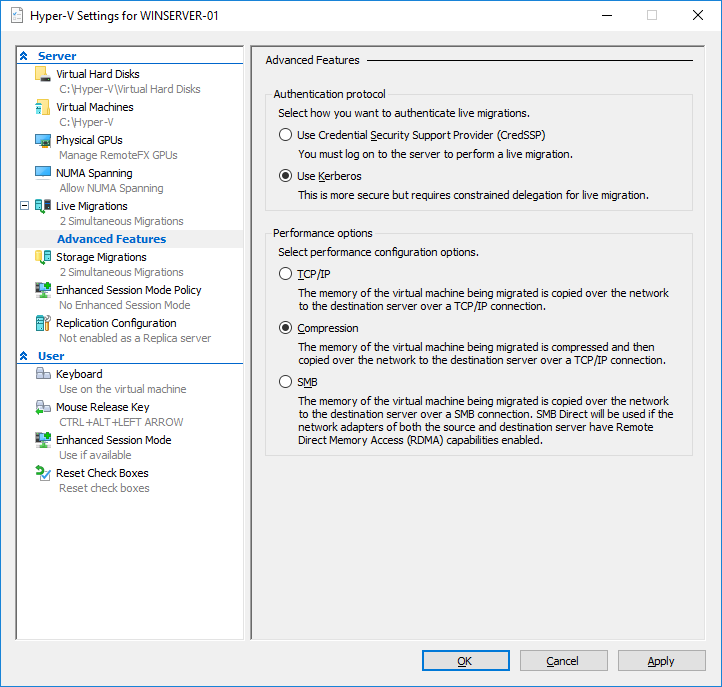 Hyper-V Settings for WINSERVER-01
Server
Virtual Hard Disks
C:\Hyper-V\Virtual Hard Disks
Virtual Machines
C:\Hyper-V
Physical GPUs
Manage RemoteFX GPUs
NUMA Spanning
Allow NUMA Spanning
Live Migrations
2 Simultaneous Migrations
Advanced Features
Storage Migrations
2 Simultaneous Migrations
Enhanced Session Mode Policy
No Enhanced Session Mode
Replication Configuration
Not enabled as a Replica server
User
Keyboard
Use on the virtual machine
Mouse Release Key
CTRL+ALT+LEFT ARROW
Enhanced Session Mode
Use if available
Reset Check Boxes
Reset check boxes
Advanced Features
Authentication protocol
Select how you want to authenticate live migrations.
Use Credential Security Support Provider (CredSSP)
You must log on to the server to perform a live migration.
Use Kerberos
This is more secure but requires constrained delegation for live migration.
Performance options
Select performance configuration options.
TCP/IP
The memory of the virtual machine being migrated is copied over the network
to the destination server over a TCP/IP connection.
Compression
The memory of the virtual machine being migrated is compressed and then
copied over the network to the destination server over a TCP/IP connection.
SMB
The memory of the virtual machine being migrated is copied over the network
to the destination server over a SMB connection. SMB Direct will be used if the
network adapters of both the source and destination server have Remote
Direct Memory Access (RDMA) capabilities enabled.
OK
Cancel
Apply